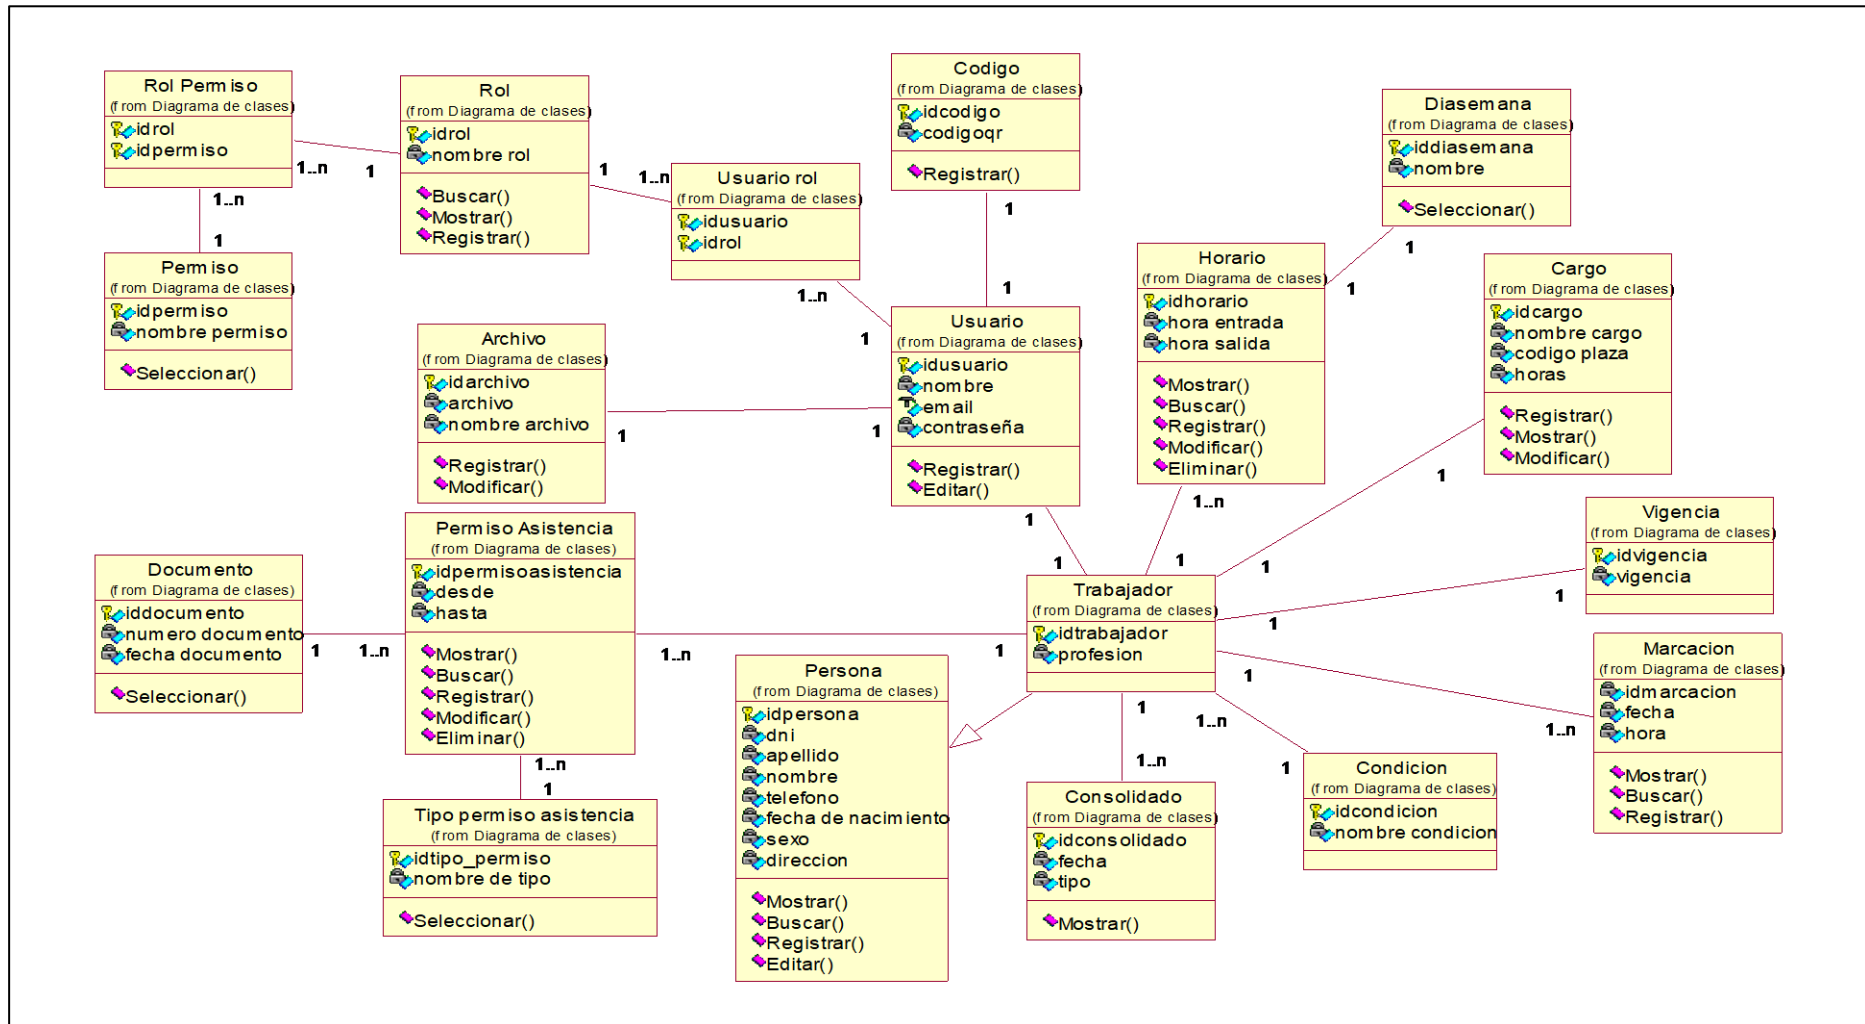 Rol Permiso
(from Diagrama de clases)
idrol
idpermiso
1..n
1..n
1
Permiso
(from Diagrama de clases)
idpermiso
nombre permiso
Seleccionar()
Rol
(from Diagrama de clases)
idrol
nombre rol
Buscar()
Mostrar()
Registrar()
1
1
1..n
Usuario rol
(from Diagrama de clases)
idusuario
idrol
1..n
1
Codigo
(from Diagrama de clases)
idcodigo
codigoqr
Registrar()
1
1
Usuario
(from Diagrama de clases)
idusuario
nombre
email
contraseña
Registrar()
Editar()
1
1
Archivo
(from Diagrama de clases)
idarchivo
archivo
nombre archivo
Registrar()
Modificar()
1
1
Diasemana
(from Diagrama de clases)
iddiasemana
nombre
Seleccionar()
1
1
Horario
(from Diagrama de clases)
idhorario
hora entrada
hora salida
Mostrar()
Buscar()
Registrar()
Modificar()
Eliminar()
1..n
1
Cargo
(from Diagrama de clases)
idcargo
nombre cargo
codigo plaza
horas
Registrar()
Mostrar()
Modificar()
1
1
Vigencia
(from Diagrama de clases)
idvigencia
vigencia
1
1
Documento
(from Diagrama de clases)
iddocumento
numero documento
fecha documento
Seleccionar()
1
1..n
Permiso Asistencia
(from Diagrama de clases)
idpermisoasistencia
desde
hasta
Mostrar()
Buscar()
Registrar()
Modificar()
Eliminar()
1..n
1
1..n
1
Tipo permiso asistencia
(from Diagrama de clases)
idtipo_permiso
nombre de tipo
Seleccionar()
Trabajador
(from Diagrama de clases)
idtrabajador
profesion
Persona
(from Diagrama de clases)
idpersona
dni
apellido
nombre
telefono
fecha de nacimiento
sexo
direccion
Mostrar()
Buscar()
Registrar()
Editar()
1
1..n
Consolidado
(from Diagrama de clases)
idconsolidado
fecha
tipo
Mostrar()
1..n
1
Condicion
(from Diagrama de clases)
idcondicion
nombre condicion
1
1..n
Marcacion
(from Diagrama de clases)
idmarcacion
fecha
hora
Mostrar()
Buscar()
Registrar()